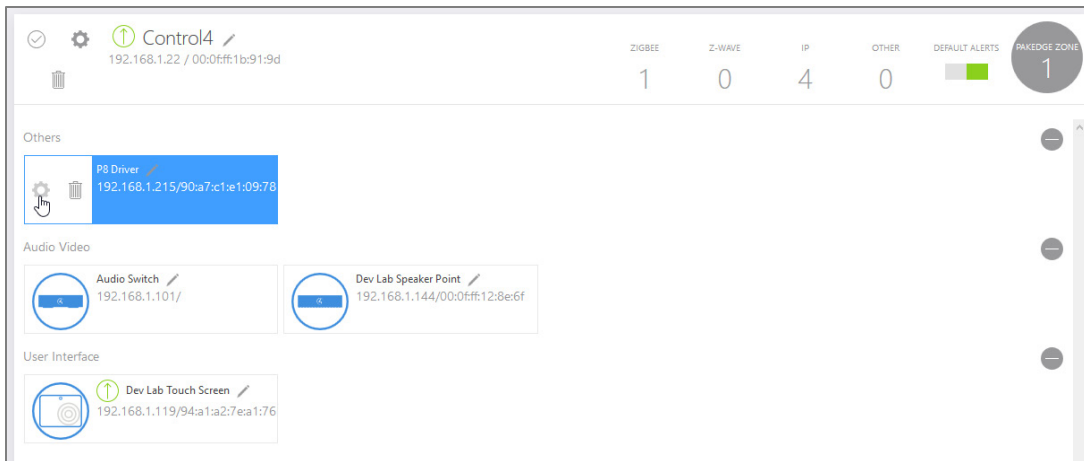 Control4
192.168.1.22 / 00:0f:ff:1b:91:9d
ZIGBEE
1
Z-WAVE
0
IP
4
OTHER
0
DEFAULT ALERTS
PAKEDGE ZONE
1
Others
P8 Driver
192.168.1.215/90:a7:c1:e1:09:78
Audio Video
Audio Switch
192.168.1.101/
Dev Lab Speaker Point
192.168.1.144/00:0f:ff:12:8e:6f
User Interface
Dev Lab Touch Screen
192.168.1.119/94:a1:a2:7e:a1:76